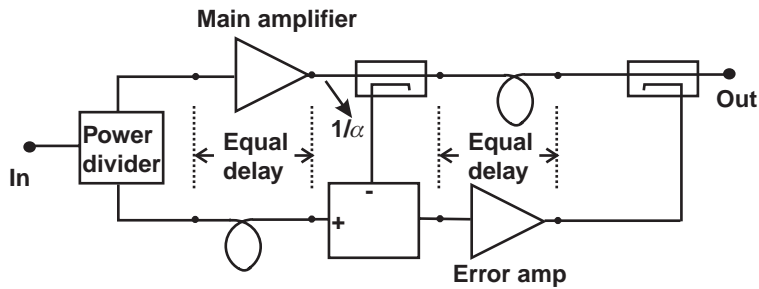 Main amplifier
Power
divider
In
Equal
delay
1/α
-
+
Equal
delay
Out
Error amp